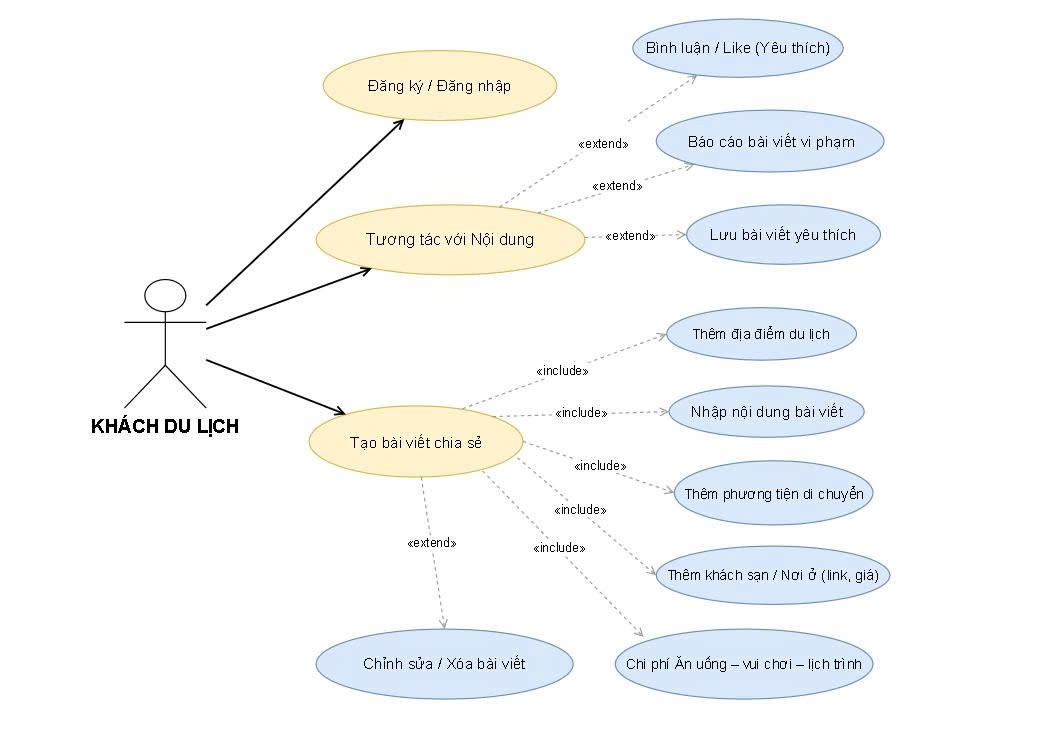 Bình luận / Like (Yêu thích)
Đăng ký / Đăng nhập
«extend»
Báo cáo bài viết vi phạm
«extend»
Tương tác với Nội dung
«extend»
Lưu bài viết yêu thích
Thêm địa điểm du lịch
«include»
Nhập nội dung bài viết
«include»
KHÁCH DU LỊCH
Tạo bài viết chia sẻ
«include»
Thêm phương tiện di chuyển
«include»
«extend»
«include»
Thêm khách sạn / Nơi ở (link, giá)
Chỉnh sửa / Xóa bài viết
Chi phí Ăn uống – vui chơi – lịch trình